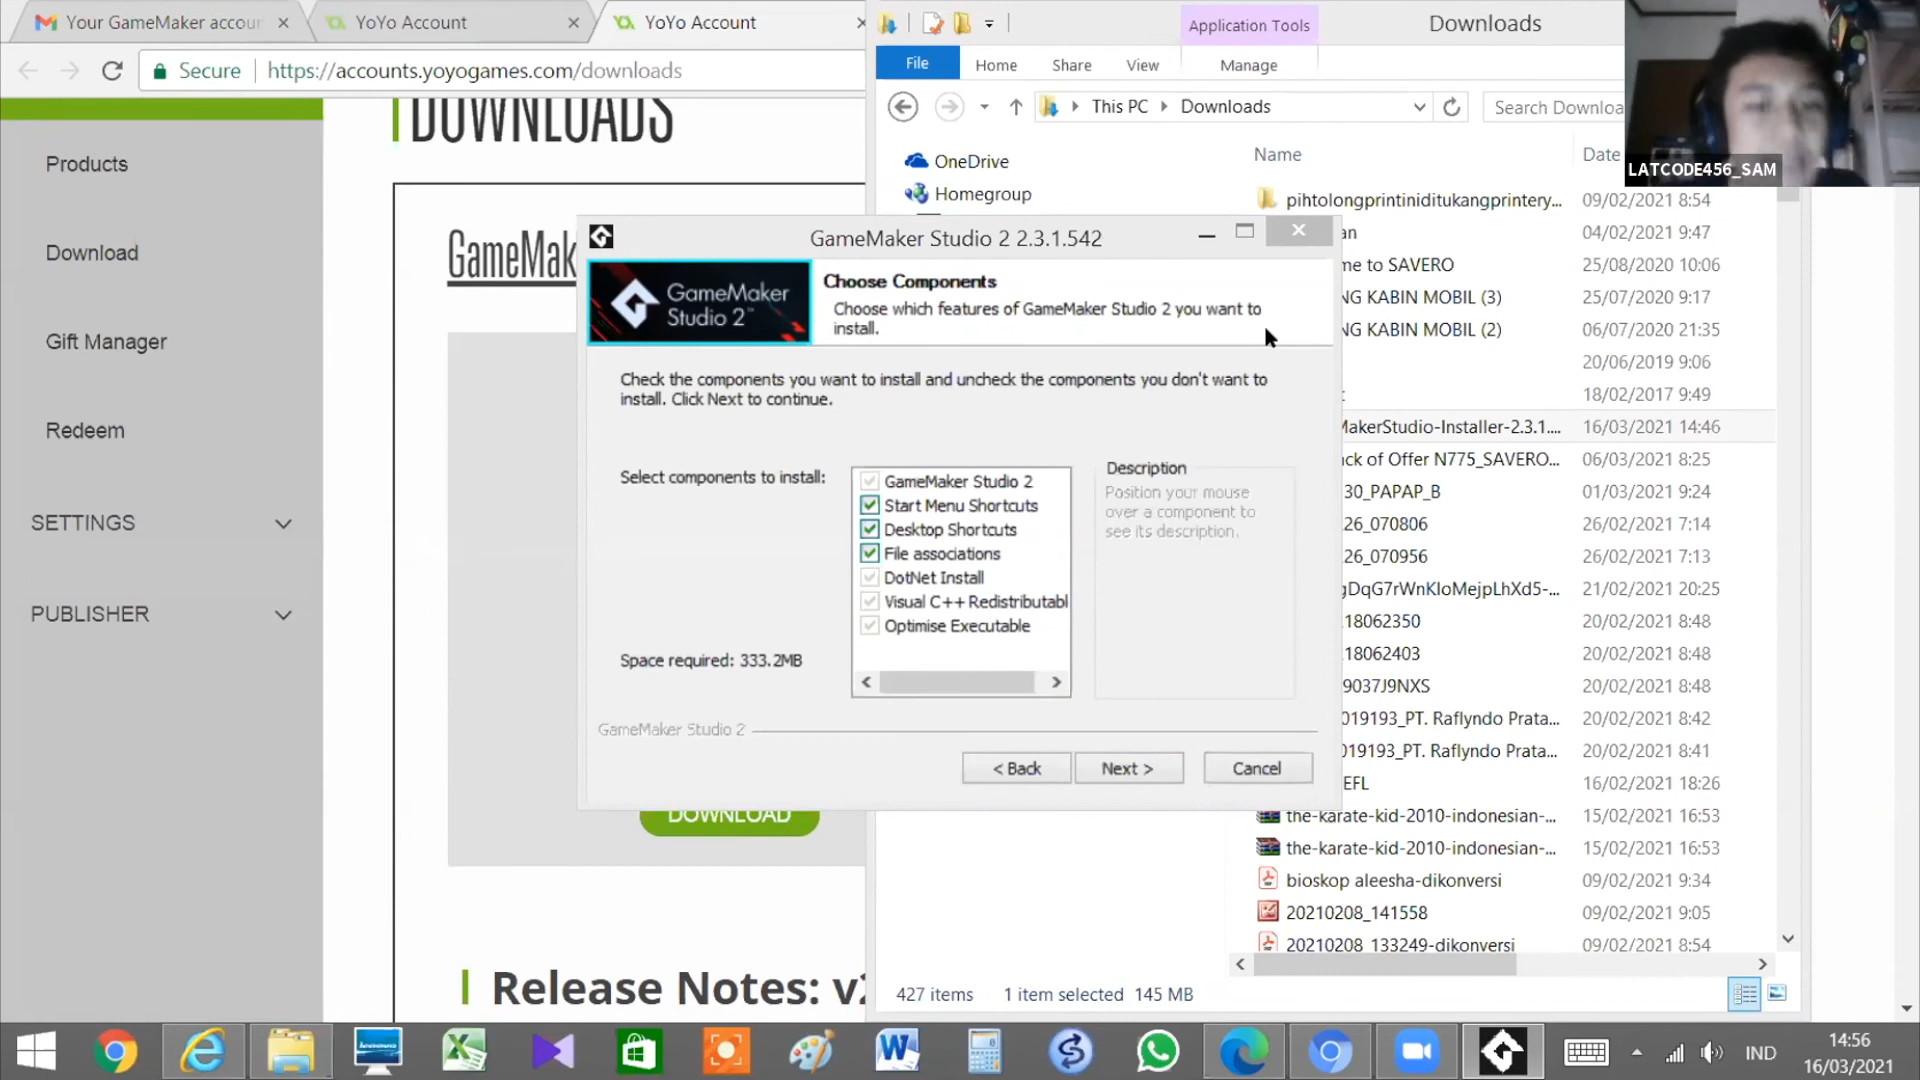 Your GameMaker accoun
YoYo Account
YoYo Account
Secure
https://accounts.yoyogames.com/downloads
DOWNLOADS
GameMak
Products
Download
Gift Manager
Redeem
SETTINGS
PUBLISHER
DOWNLOAD
Release Notes: v2
Application Tools
Downloads
File
Home
Share
View
Manage
This PC
Downloads
Search Downloa
LATCODE456_SAM
OneDrive
Homegroup
Name
Date
pihtolongprintiniditukangprintery...
09/02/2021 8:54
an
04/02/2021 9:47
me to SAVERO
25/08/2020 10:06
NG KABIN MOBIL (3)
25/07/2020 9:17
NG KABIN MOBIL (2)
06/07/2020 21:35
20/06/2019 9:06
18/02/2017 9:49
MakerStudio-Installer-2.3.1....
16/03/2021 14:46
ck of Offer N775_SAVERO...
06/03/2021 8:25
30_PAPAP_B
01/03/2021 9:24
26_070806
26/02/2021 7:14
26_070956
26/02/2021 7:13
gDqG7rWnKloMejpLhXd5-...
21/02/2021 20:25
18062350
20/02/2021 8:48
18062403
20/02/2021 8:48
9037J9NXS
20/02/2021 8:48
019193_PT. Raflyndo Prata...
20/02/2021 8:42
019193_PT. Raflyndo Prata...
20/02/2021 8:41
EFL
16/02/2021 18:26
the-karate-kid-2010-indonesian-...
15/02/2021 16:53
the-karate-kid-2010-indonesian-...
15/02/2021 16:53
bioskop aleesha-dikonversi
09/02/2021 9:34
20210208_141558
09/02/2021 9:05
20210208_133249-dikonversi
09/02/2021 8:54
427 items
1 item selected 145 MB
GameMaker Studio 2 2.3.1.542
GameMaker
Studio 2™
Choose Components
Choose which features of GameMaker Studio 2 you want to
install.
Check the components you want to install and uncheck the components you don't want to
install. Click Next to continue.
Select components to install:
GameMaker Studio 2
Start Menu Shortcuts
Desktop Shortcuts
File associations
DotNet Install
Visual C++ Redistributabl
Optimise Executable
Description
Position your mouse
over a component to
see its description.
Space required: 333.2MB
GameMaker Studio 2
< Back
Next >
Cancel
IND
14:56
16/03/2021